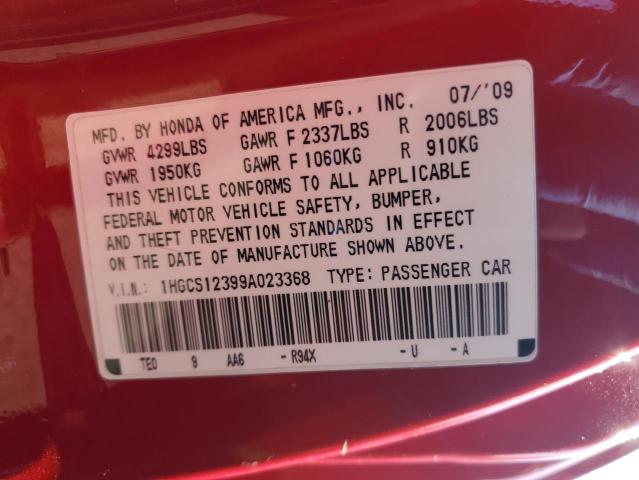 MFD. BY HONDA OF AMERICA MFG., INC. 07/'09
GVWR 4299LBS GAWR F 2337LBS R 2006LBS
GVWR 1950KG GAWR F 1060KG R 910KG
THIS VEHICLE CONFORMS TO ALL APPLICABLE
FEDERAL MOTOR VEHICLE SAFETY, BUMPER,
AND THEFT PREVENTION STANDARDS IN EFFECT
ON THE DATE OF MANUFACTURE SHOWN ABOVE.
V.I.N.: 1HGCS12399A023368 TYPE: PASSENGER CAR
TE0 9 AA6 - R94X - U - A